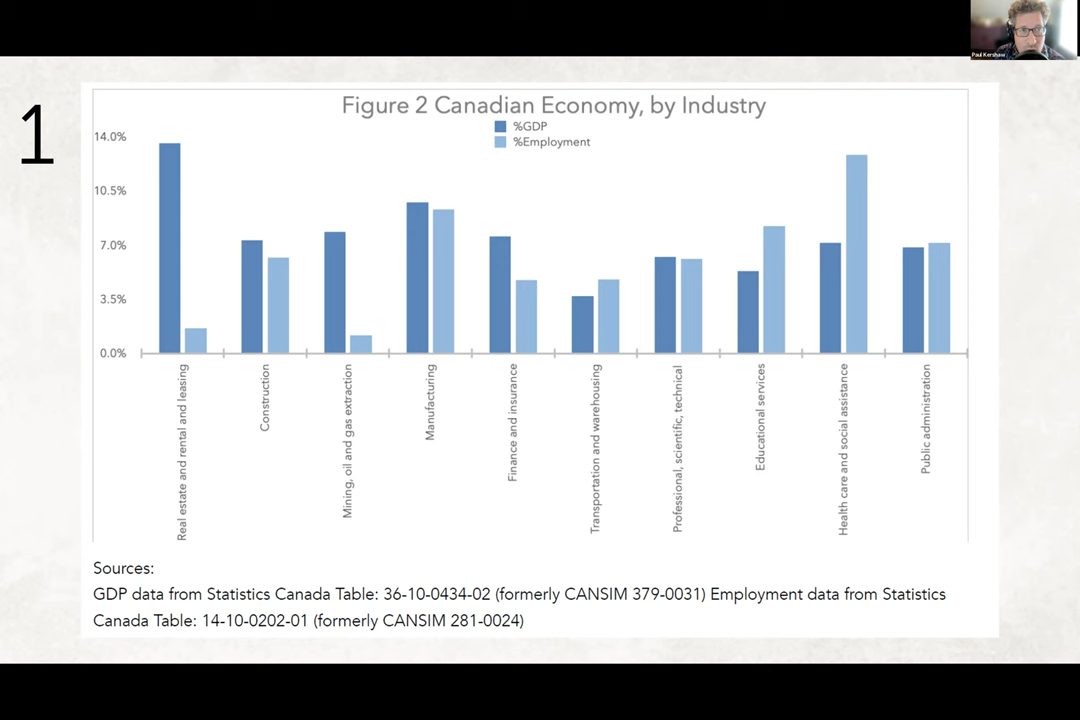 Paul Kershaw
1
Figure 2 Canadian Economy, by Industry
%GDP
%Employment
14.0%
10.5%
7.0%
3.5%
0.0%
Real estate and rental and leasing
Construction
Mining, oil and gas extraction
Manufacturing
Finance and insurance
Transportation and warehousing
Professional, scientific, technical
Educational services
Health care and social assistance
Public administration
Sources:
GDP data from Statistics Canada Table: 36-10-0434-02 (formerly CANSIM 379-0031) Employment data from Statistics
Canada Table: 14-10-0202-01 (formerly CANSIM 281-0024)